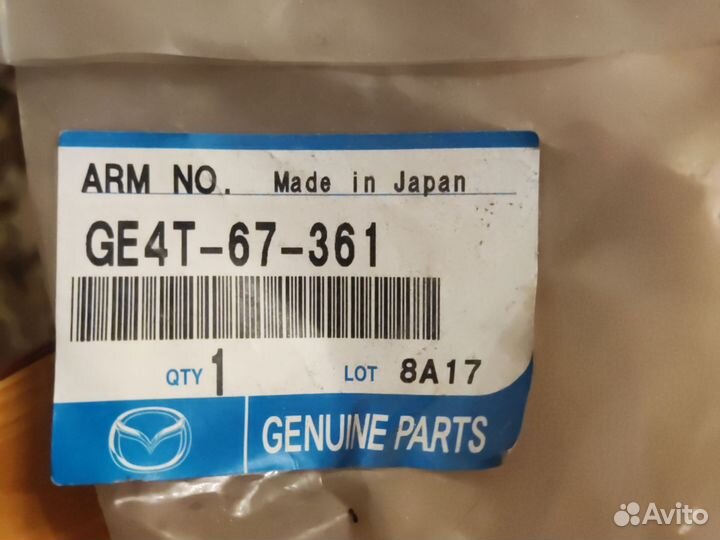 ARM NO. Made in Japan
GE4T-67-361
QTY 1 LOT 8A17
GENUINE PARTS
Avito